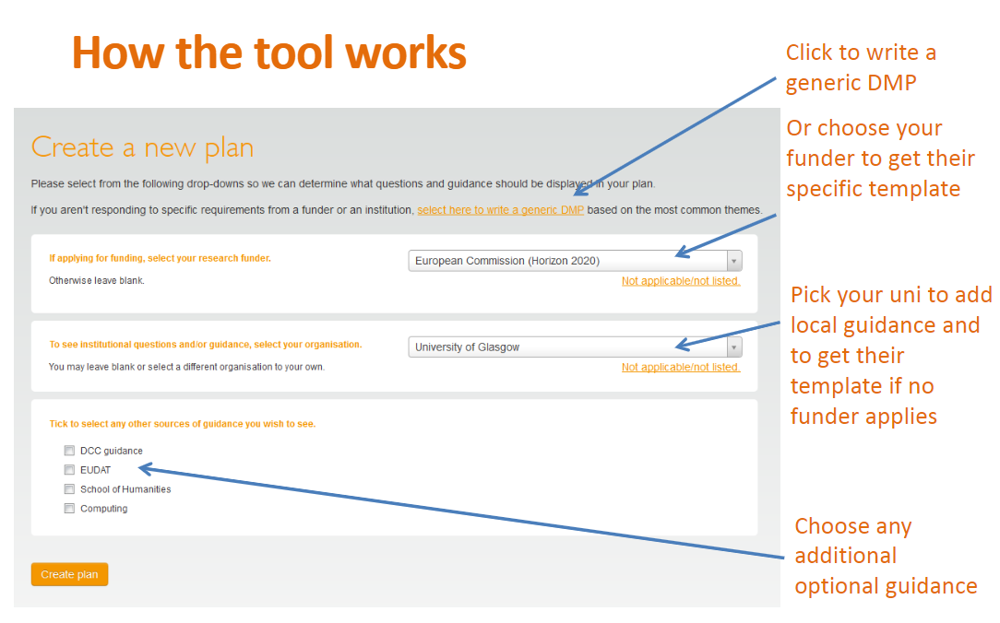 How the tool works
Click to write a
generic DMP
Or choose your
funder to get their
specific template
Create a new plan
Please select from the following drop-downs so we can determine what questions and guidance should be displayed in your plan.
If you aren't responding to specific requirements from a funder or an institution, select here to write a generic DMP based on the most common themes.
If applying for funding, select your research funder.
European Commission (Horizon 2020)
Otherwise leave blank.
Not applicable/not listed.
Pick your uni to add
local guidance and
to get their
template if no
funder applies
To see institutional questions and/or guidance, select your organisation.
University of Glasgow
You may leave blank or select a different organisation to your own.
Not applicable/not listed.
Tick to select any other sources of guidance you wish to see.
DCC guidance
EUDAT
School of Humanities
Computing
Choose any
additional
optional guidance
Create plan